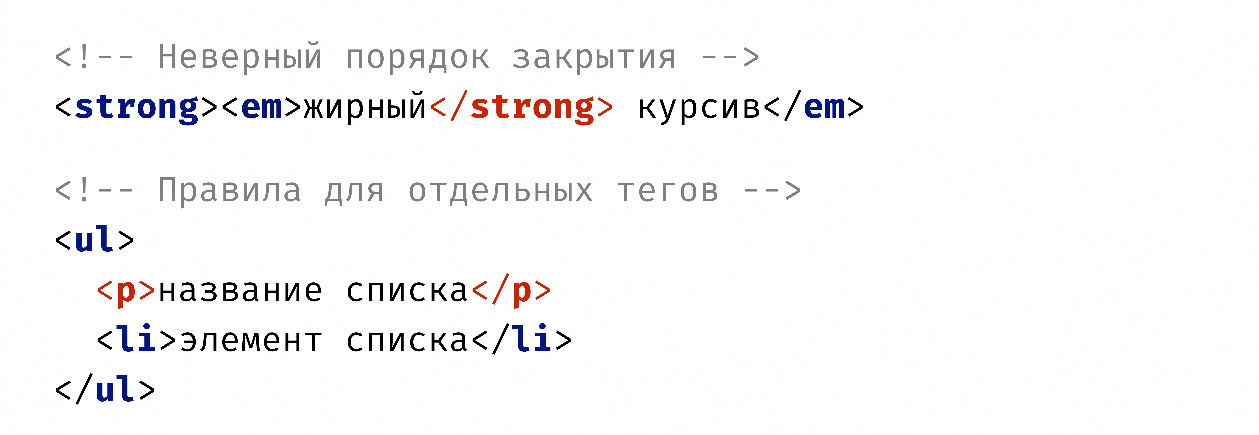 <!-- Неверный порядок закрытия -->
<strong><em>жирный</strong> курсив</em>
<!-- Правила для отдельных тегов -->
<ul>
<p>название списка</p>
<li>элемент списка</li>
</ul>